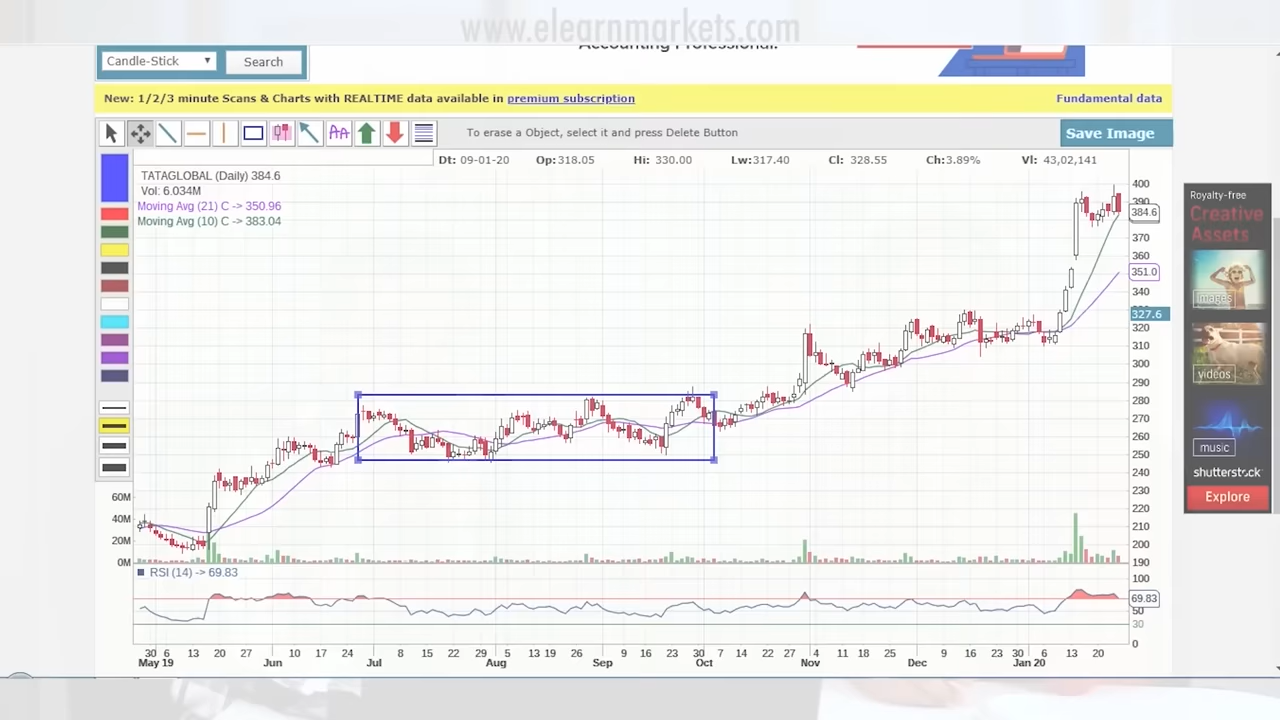 www.elearnmarkets.com
Accounting Professional.
Candle-Stick
Search
New: 1/2/3 minute Scans & Charts with REALTIME data available in premium subscription
Fundamental data
To erase a Object, select it and press Delete Button
Save Image
Dt: 09-01-20 Op:318.05 Hi: 330.00 Lw:317.40 Cl: 328.55 Ch:3.89% Vl: 43,02,141
TATAGLOBAL (Daily) 384.6
Vol: 6.034M
Moving Avg (21) C -> 350.96
Moving Avg (10) C -> 383.04
400
390
384.6
370
360
351.0
340
327.6
320
310
300
290
280
270
260
250
240
230
220
210
200
190
60M
40M
20M
0M
RSI (14) -> 69.83
100
69.83
50
30
0
30 6 13 20 27 10 17 24 8 15 22 29 13 19 26 9 16 23 30 7 14 22 27 4 11 18 25 9 16 23 30 6 13 20
May 19 Jun Jul Aug Sep Oct Nov Dec Jan 20
Royalty-free
Creative
Assets
images
videos
music
shutterstock
Explore